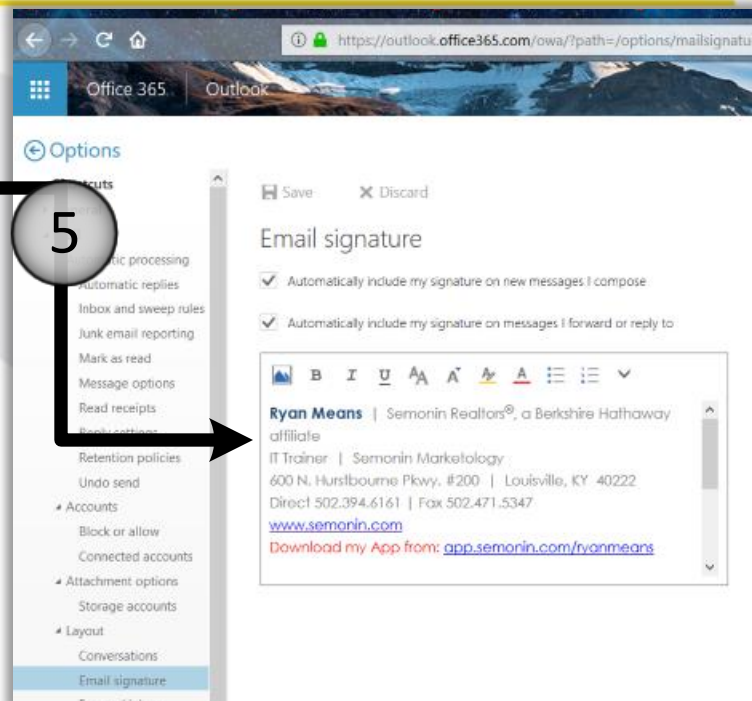 https://outlook.office365.com/owa/?path=/options/mailsignatu
Office 365 Outlook
Options
tcuts
5
tic processing
Automatic replies
Inbox and sweep rules
Junk email reporting
Mark as read
Message options
Read receipts
Reply settings
Retention policies
Undo send
Accounts
Block or allow
Connected accounts
Attachment options
Storage accounts
Layout
Conversations
Email signature
Save Discard
Email signature
Automatically include my signature on new messages I compose
Automatically include my signature on messages I forward or reply to
B I U
Ryan Means | Semonin Realtors®, a Berkshire Hathaway
affiliate
IT Trainer | Semonin Marketology
600 N. Hurstbourne Pkwy. #200 | Louisville, KY 40222
Direct 502.394.6161 | Fax 502.471.5347
www.semonin.com
Download my App from: app.semonin.com/ryanmeans